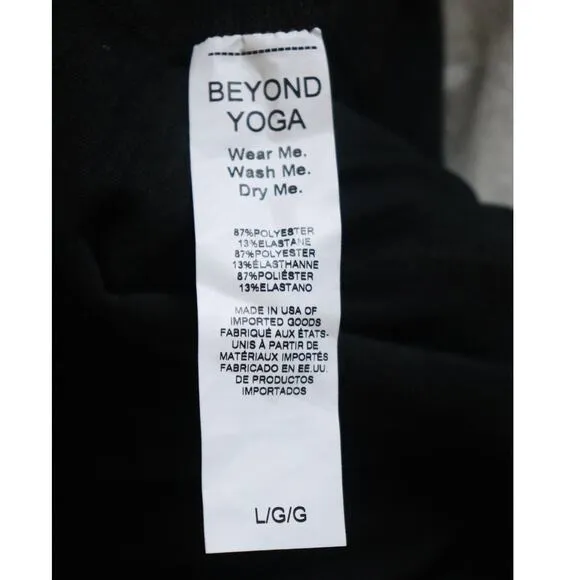 BEYOND
YOGA
Wear Me.
Wash Me.
Dry Me.
87%POLYESTER
13%ELASTANE
87%POLYESTER
13%ÉLASTHANNE
87%POLIÉSTER
13%ELASTANO
MADE IN USA OF
IMPORTED GOODS
FABRIQUÉ AUX ÉTATS-
UNIS À PARTIR DE
MATÉRIAUX IMPORTÉS
FABRICADO EN EE.UU.
DE PRODUCTOS
IMPORTADOS
L/G/G